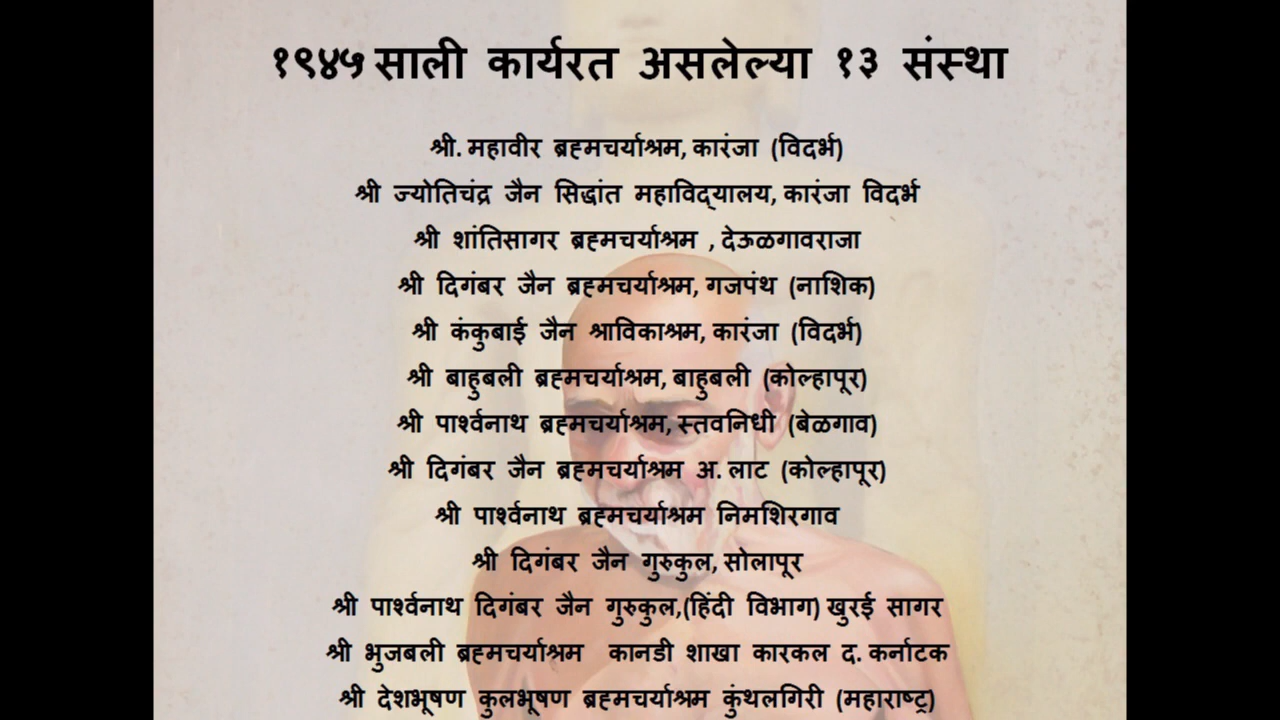 १९४५ साली कार्यरत असलेल्या १३ संस्था
श्री. महावीर ब्रह्मचर्याश्रम, कारंजा (विदर्भ)
श्री ज्योतिचंद्र जैन सिद्धांत महाविद्यालय, कारंजा विदर्भ
श्री शांतिसागर ब्रह्मचर्याश्रम , देऊळगावराजा
श्री दिगंबर जैन ब्रह्मचर्याश्रम, गजपंथ (नाशिक)
श्री कंकुबाई जैन श्राविकाश्रम, कारंजा (विदर्भ)
श्री बाहुबली ब्रह्मचर्याश्रम, बाहुबली (कोल्हापूर)
श्री पार्श्वनाथ ब्रह्मचर्याश्रम, स्तवनिधी (बेळगाव)
श्री दिगंबर जैन ब्रह्मचर्याश्रम अ. लाट (कोल्हापूर)
श्री पार्श्वनाथ ब्रह्मचर्याश्रम निमशिरगाव
श्री दिगंबर जैन गुरुकुल, सोलापूर
श्री पार्श्वनाथ दिगंबर जैन गुरुकुल,(हिंदी विभाग) खुरई सागर
श्री भुजबली ब्रह्मचर्याश्रम कानडी शाखा कारकल द. कर्नाटक
श्री देशभूषण कुलभूषण ब्रह्मचर्याश्रम कुंथलगिरी (महाराष्ट्र)